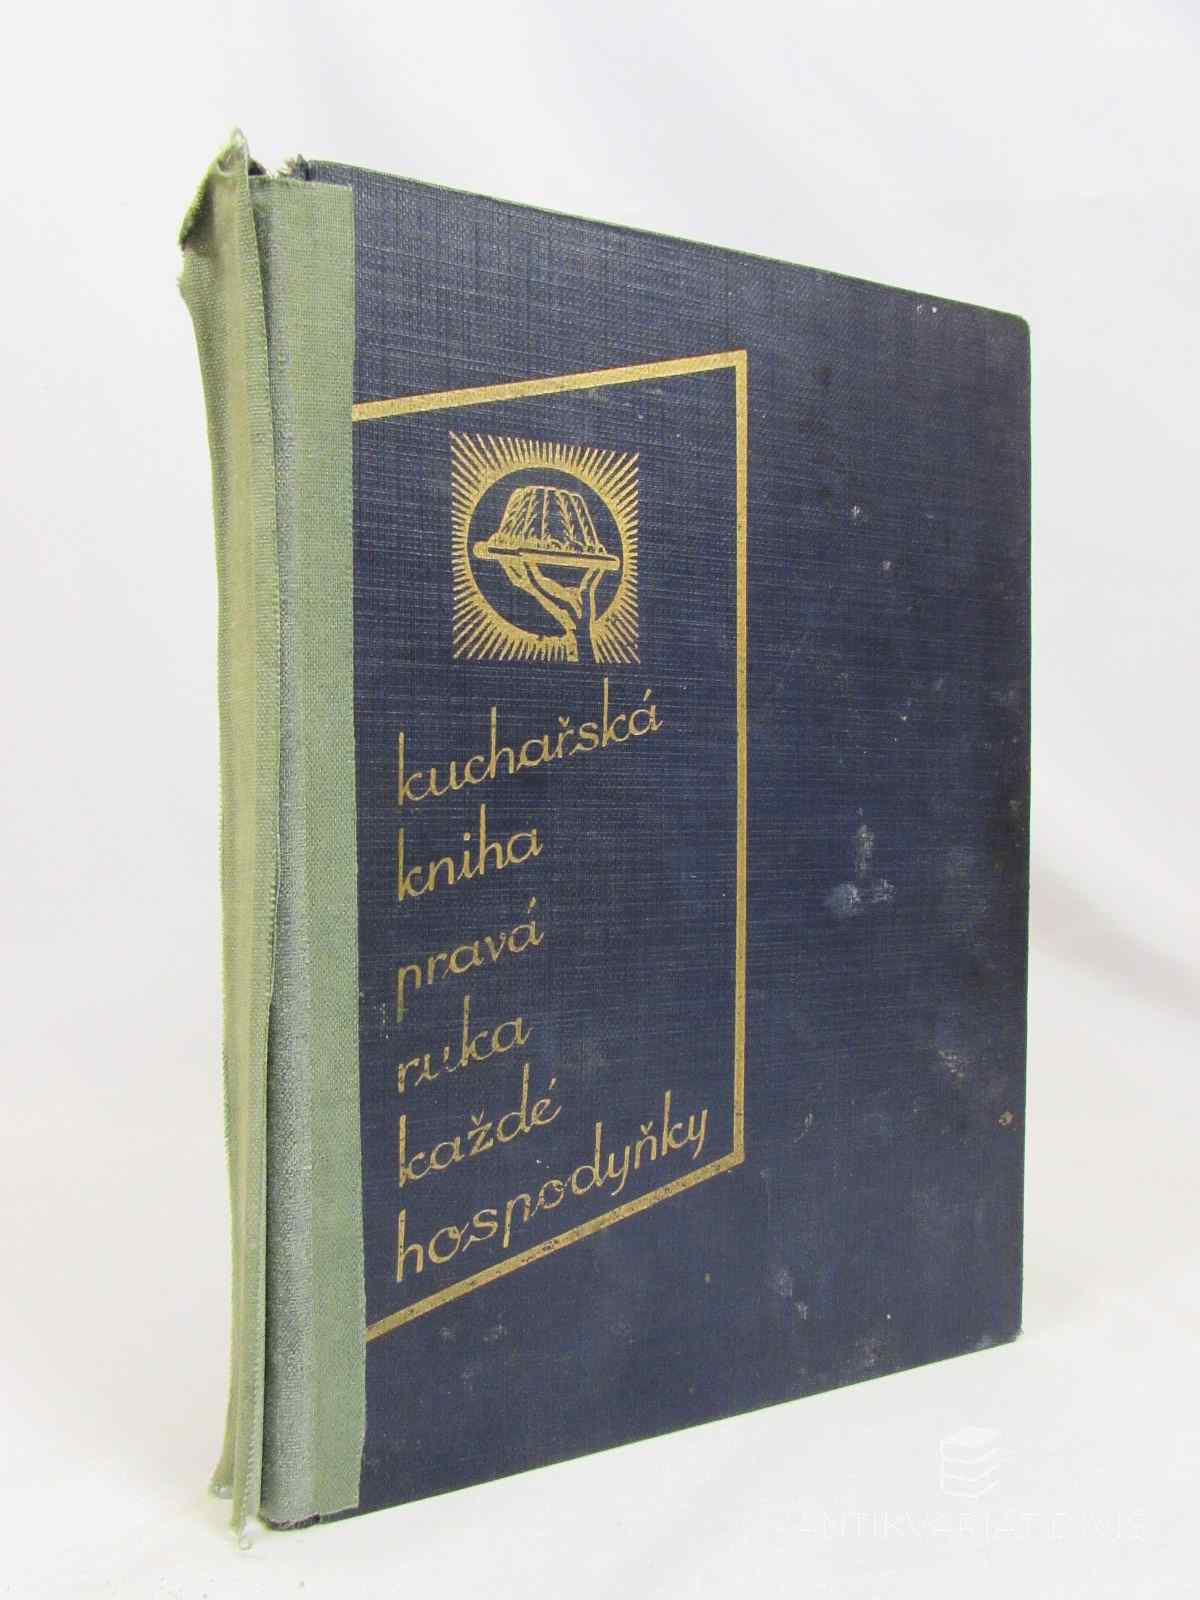 kuchařská
kniha
pravá
ruka
každé
hospodyňky